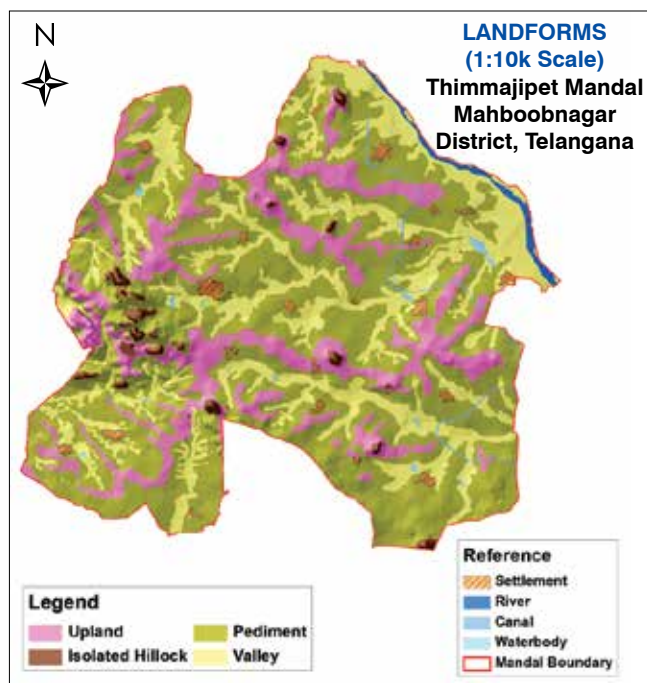 N
LANDFORMS
(1:10k Scale)
Thimmajipet Mandal
Mahboobnagar
District, Telangana
Legend
Upland
Pediment
Isolated Hillock
Valley
Reference
Settlement
River
Canal
Waterbody
Mandal Boundary